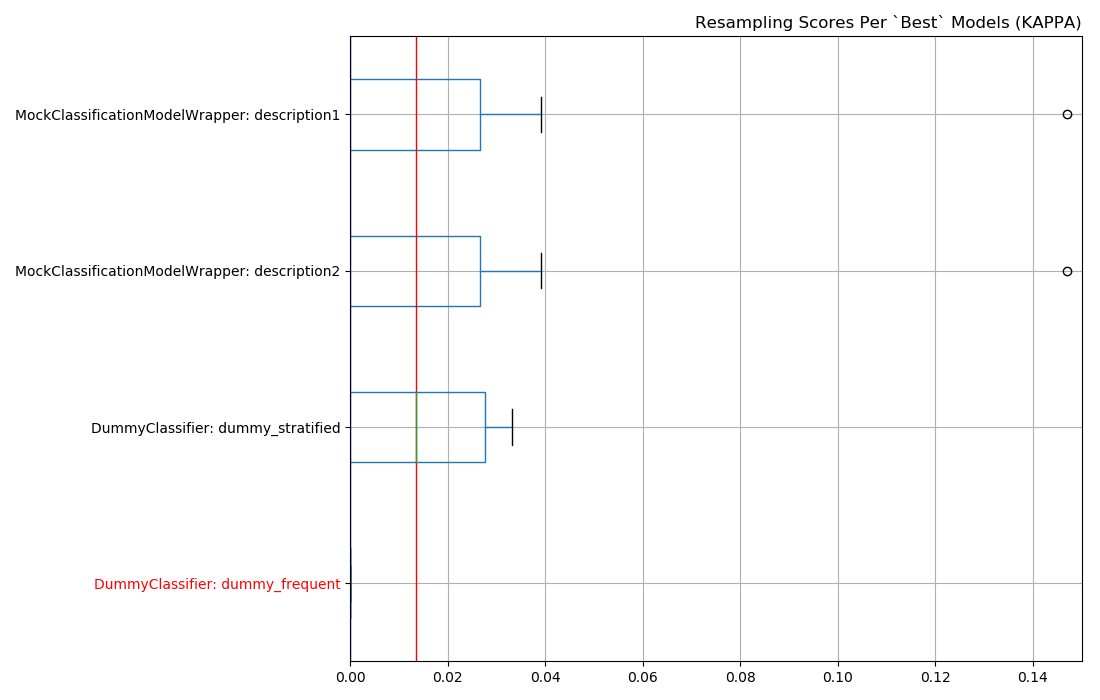 Resampling Scores Per `Best` Models (KAPPA)
MockClassificationModelWrapper: description1
MockClassificationModelWrapper: description2
DummyClassifier: dummy_stratified
DummyClassifier: dummy_frequent
0.00 0.02 0.04 0.06 0.08 0.10 0.12 0.14